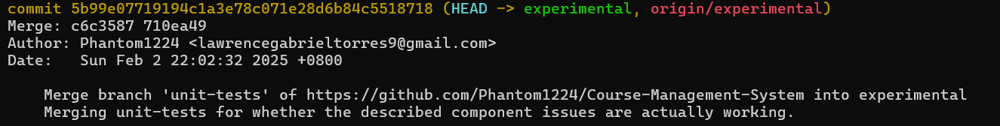 commit 5b99e07719194c1a3e78c071e28d6b84c5518718 (HEAD -> experimental, origin/experimental)
Merge: c6c3587 710ea49
Author: Phantom1224 <lawrencegabrieltorres9@gmail.com>
Date:   Sun Feb 2 22:02:32 2025 +0800

    Merge branch 'unit-tests' of https://github.com/Phantom1224/Course-Management-System into experimental
    Merging unit-tests for whether the described component issues are actually working.